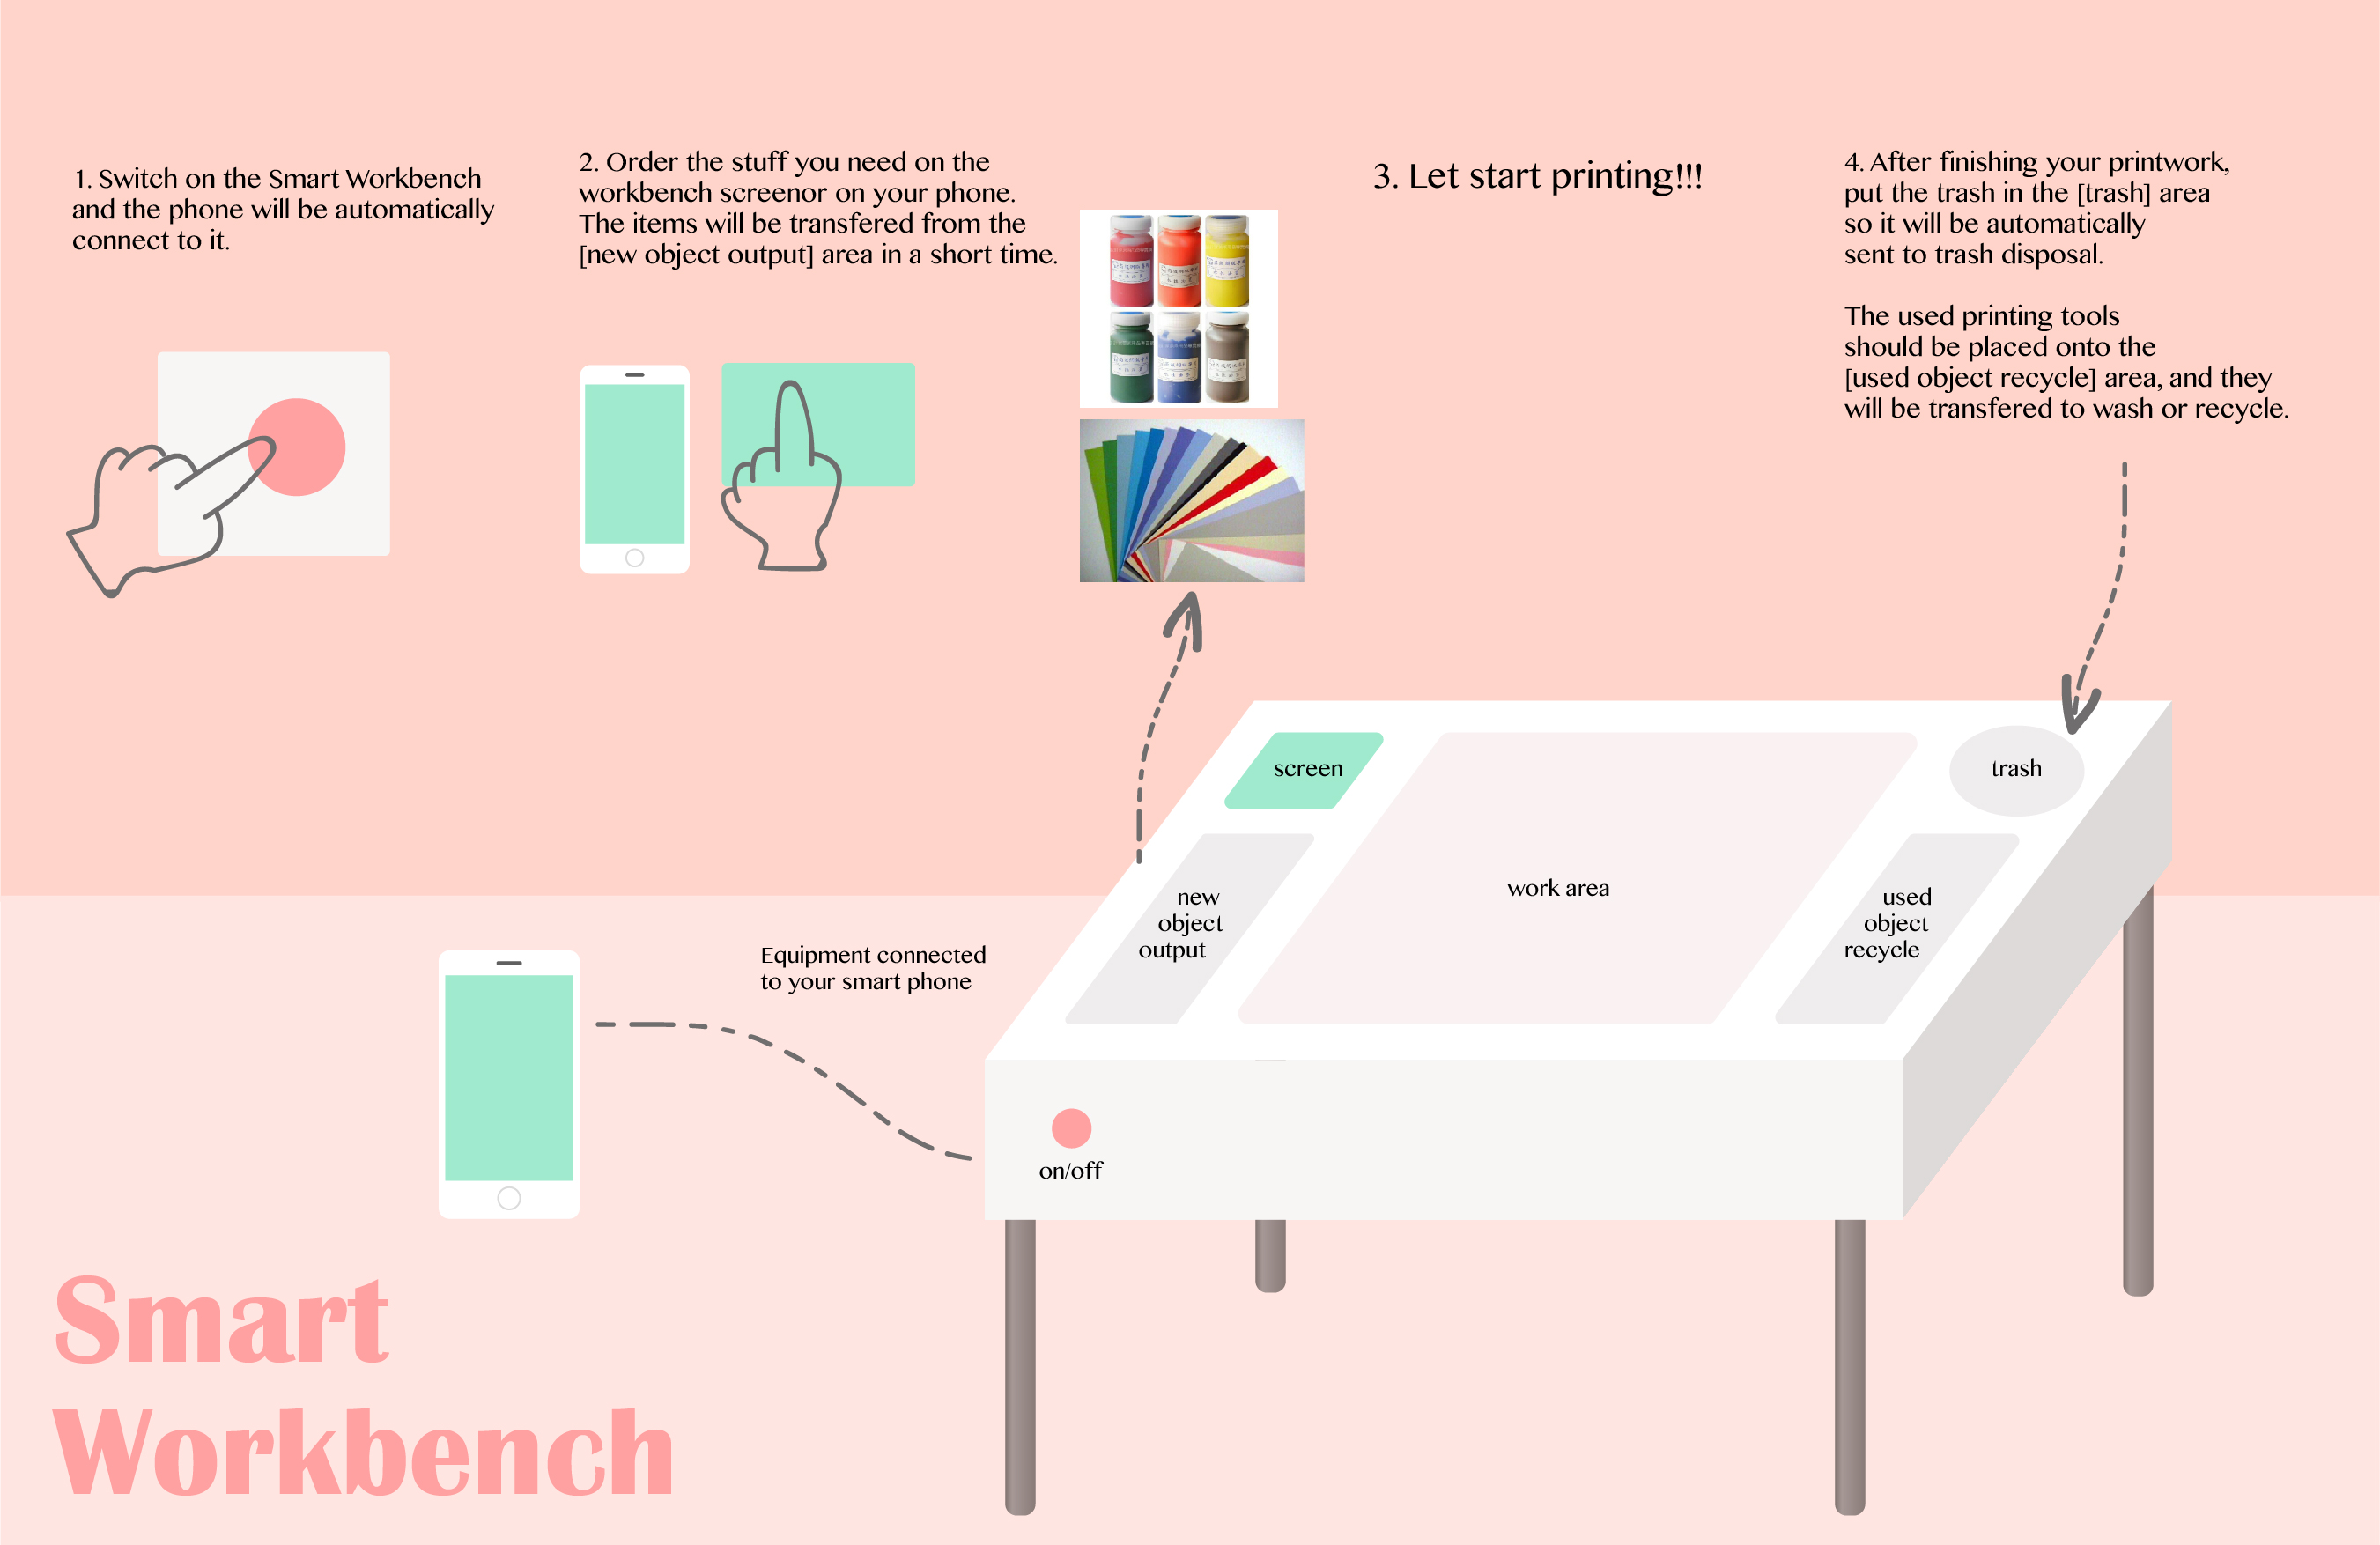 1. Switch on the Smart Workbench
and the phone will be automatically
connect to it.
2. Order the stuff you need on the
workbench screenor on your phone.
The items will be transfered from the
[new object output] area in a short time.
3. Let start printing!!!
4. After finishing your printwork,
put the trash in the [trash] area
so it will be automatically
sent to trash disposal.
The used printing tools
should be placed onto the
[used object recycle] area, and they
will be transfered to wash or recycle.
screen
trash
new
object
output
work area
used
object
recycle
Equipment connected
to your smart phone
on/off
Smart
Workbench